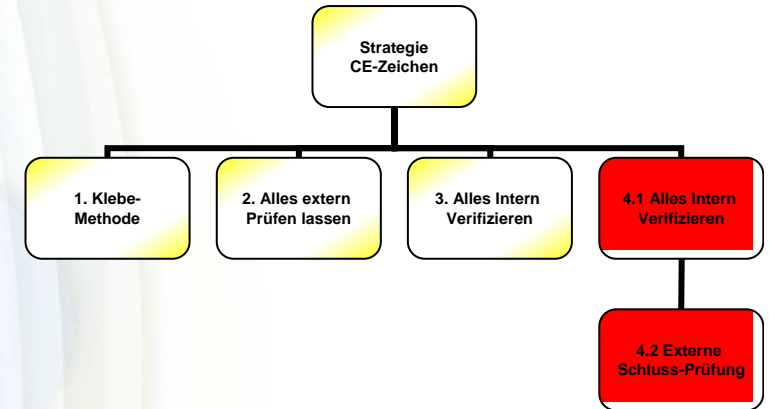 Strategie
CE-Zeichen
1. Klebe-
Methode
2. Alles extern
Prüfen lassen
3. Alles Intern
Verifizieren
4.1 Alles Intern
Verifizieren
4.2 Externe
Schluss-Prüfung